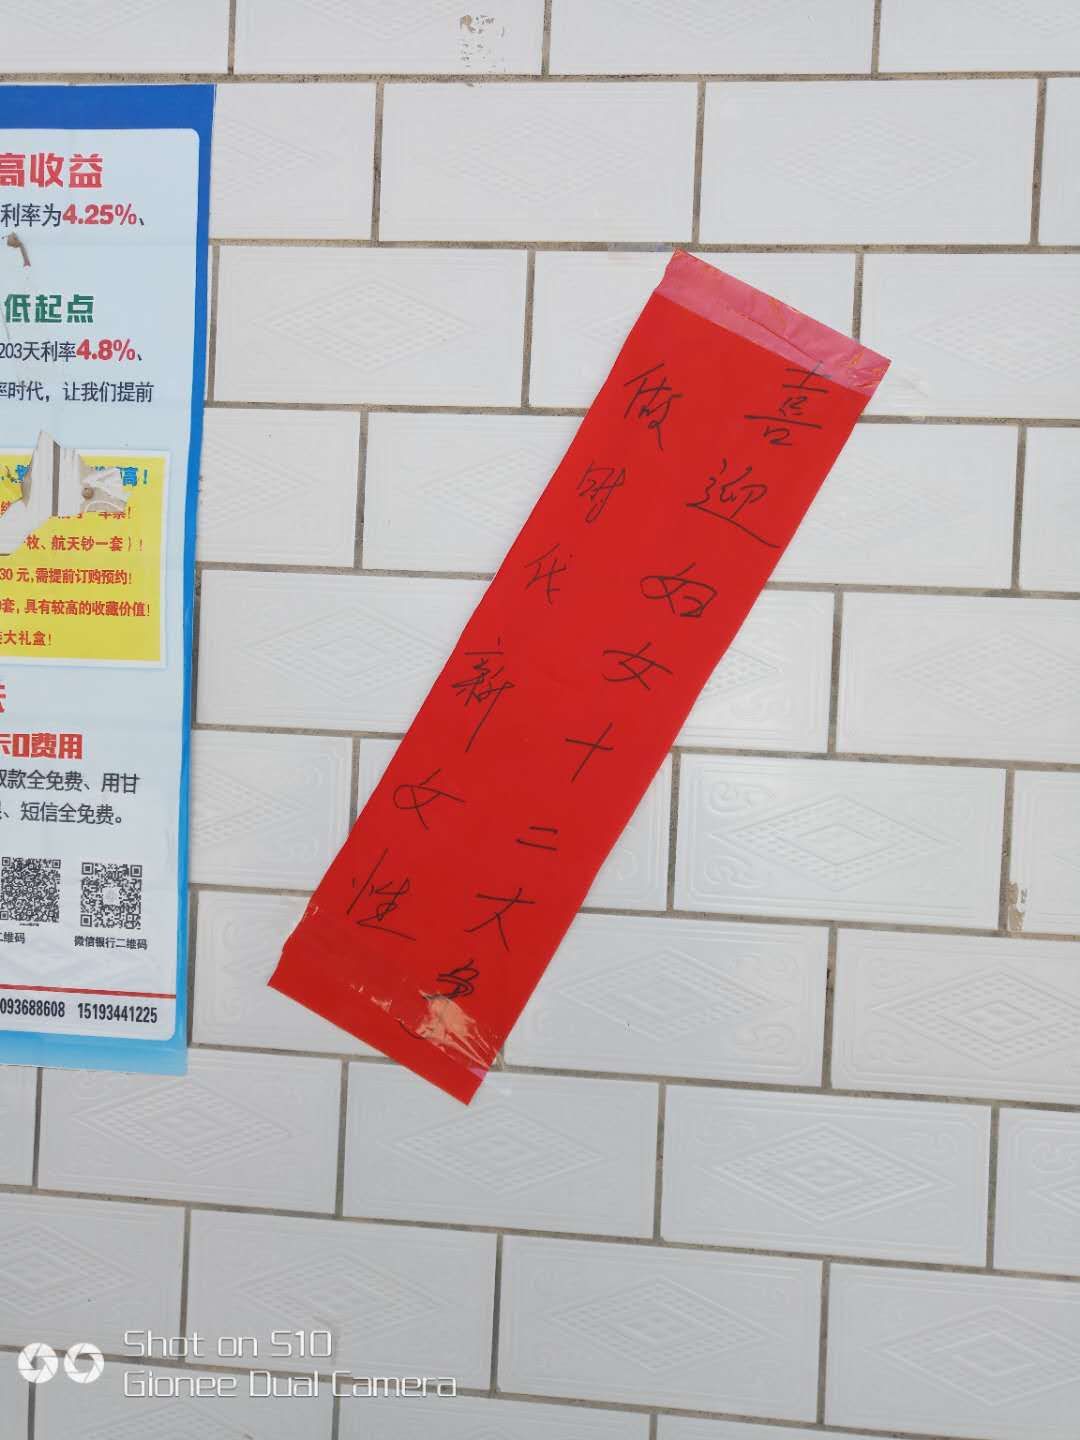 高收益
利率为4.25%、
低起点
203天利率4.8%、
率时代，让我们提前
高！
枚、航天钞一套）！
30元,需提前订购预约!
套,具有较高的收藏价值!
大礼盒!
0费用
取款全免费、用甘
、短信全免费。
二维码
微信银行二维码
093688608 15193441225
喜迎妇女十二大
做时代新女性
Shot on S10
Gionee Dual Camera